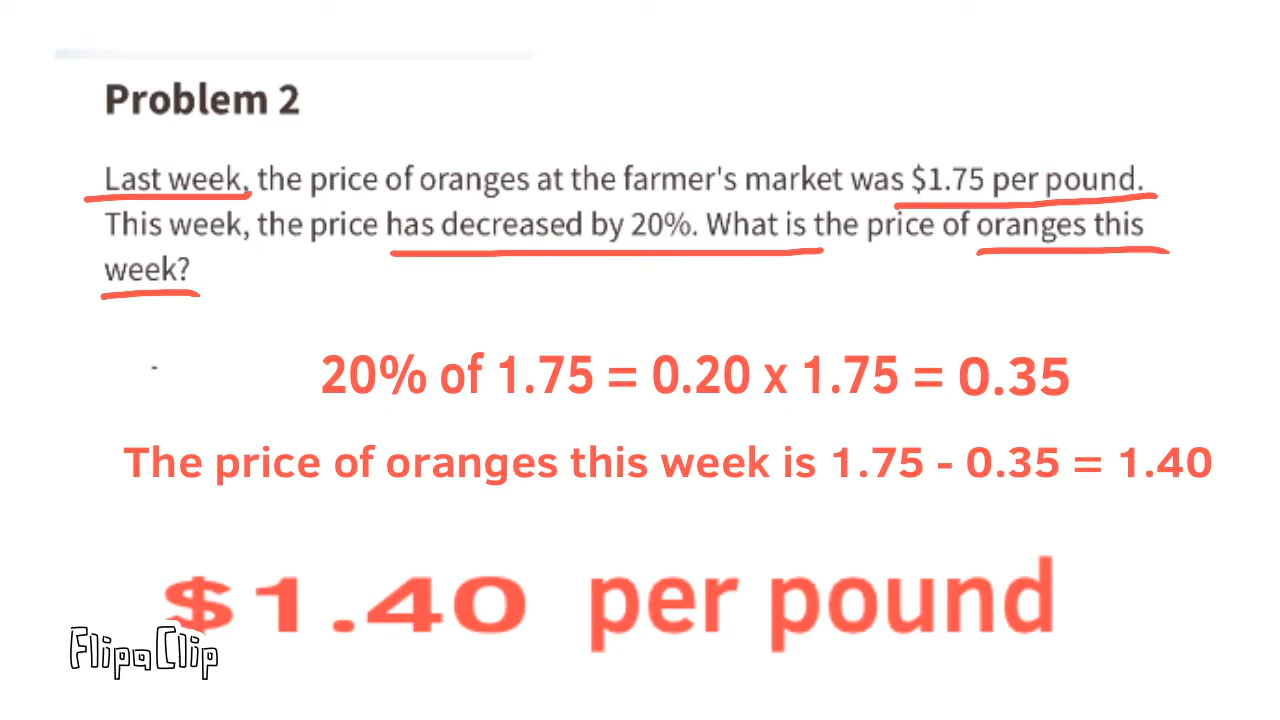 Problem 2
Last week, the price of oranges at the farmer's market was $1.75 per pound.
This week, the price has decreased by 20%. What is the price of oranges this
week?
20% of 1.75 = 0.20 x 1.75 = 0.35
The price of oranges this week is 1.75 - 0.35 = 1.40
$1.40 per pound
FlipaClip